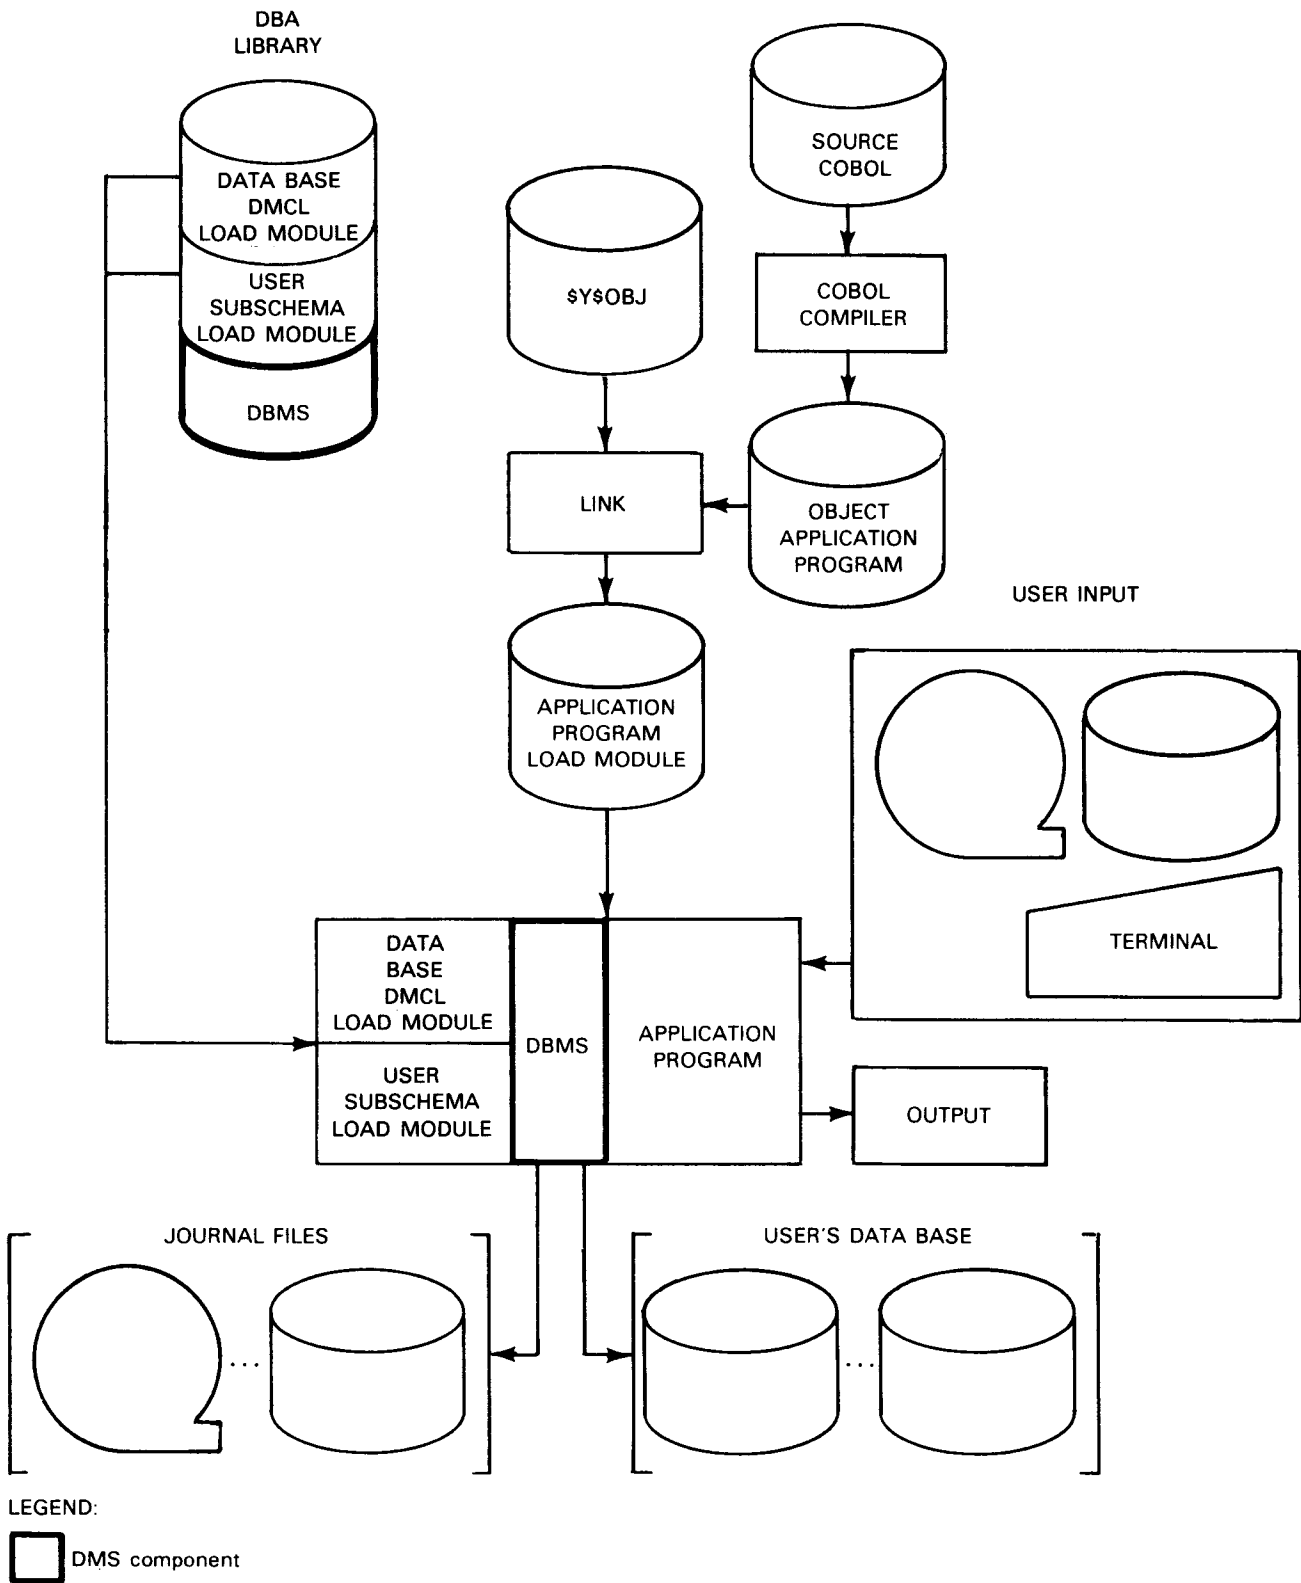 DBA
LIBRARY
DATA BASE
DMCL
LOAD MODULE
USER
SUBSCHEMA
LOAD MODULE
DBMS
SOURCE
COBOL
$Y$OBJ
COBOL
COMPILER
LINK
OBJECT
APPLICATION
PROGRAM
USER INPUT
APPLICATION
PROGRAM
LOAD MODULE
TERMINAL
DATA
BASE
DMCL
LOAD MODULE
USER
SUBSCHEMA
LOAD MODULE
DBMS
APPLICATION
PROGRAM
OUTPUT
JOURNAL FILES
...
USER'S DATA BASE
...
LEGEND:
DMS component